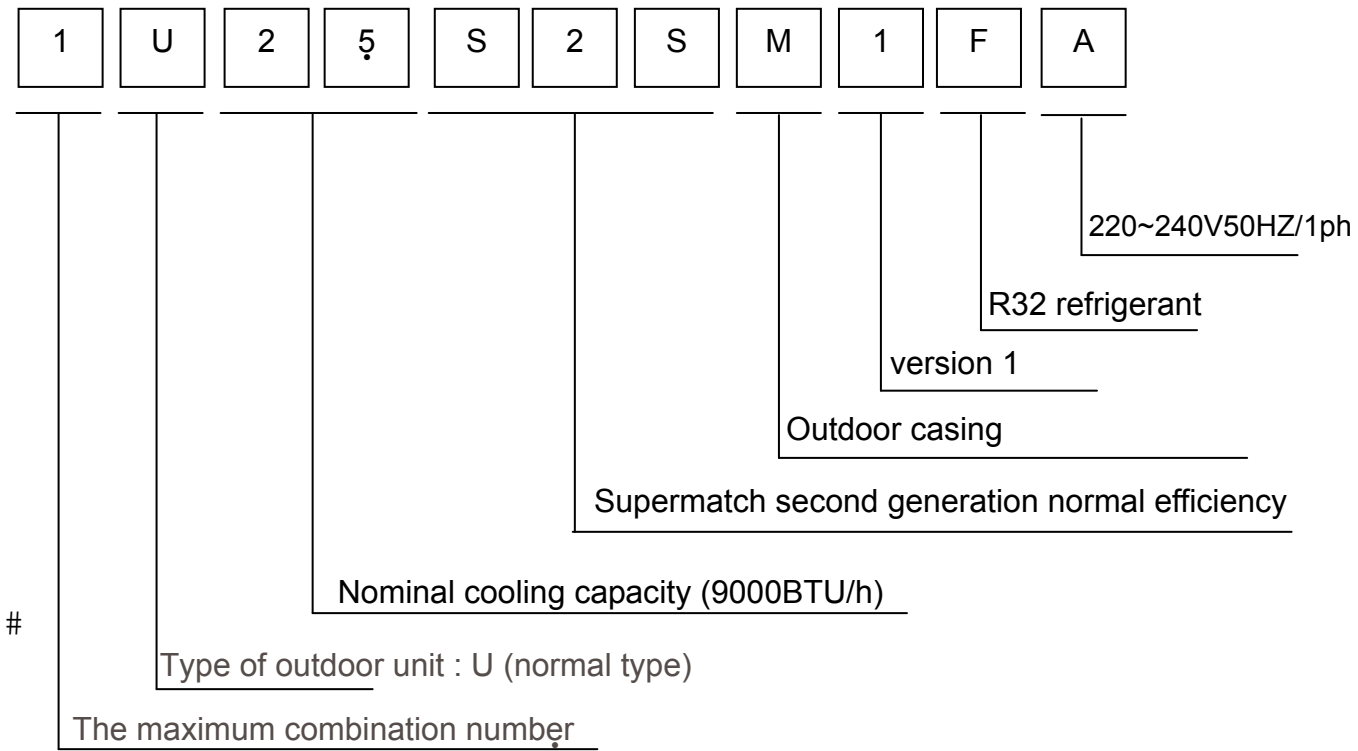 1 U 2 5 S 2 S M 1 F A
220~240V50HZ/1ph
R32 refrigerant
version 1
Outdoor casing
Supermatch second generation normal efficiency
Nominal cooling capacity (9000BTU/h)
#
Type of outdoor unit : U (normal type)
The maximum combination number